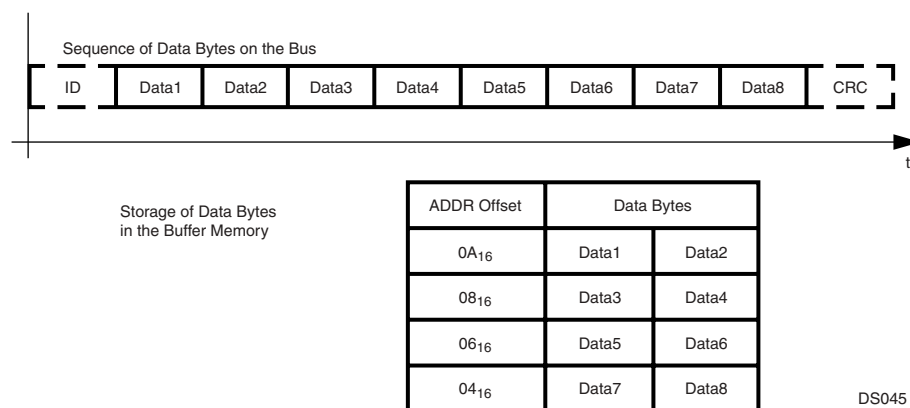 Sequence of Data Bytes on the Bus
ID Data1 Data2 Data3 Data4 Data5 Data6 Data7 Data8 CRC
t
Storage of Data Bytes
in the Buffer Memory
ADDR Offset Data Bytes
0A₁₆ Data1 Data2
08₁₆ Data3 Data4
06₁₆ Data5 Data6
04₁₆ Data7 Data8
DS045